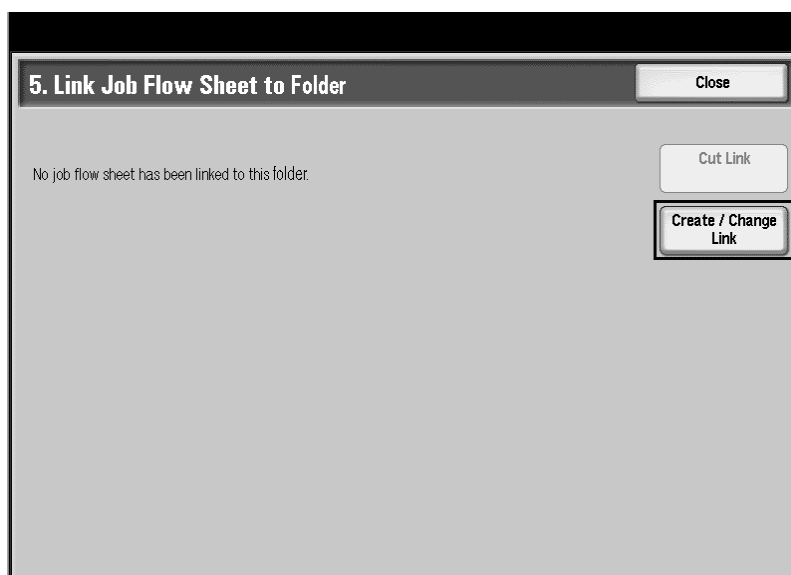 5. Link Job Flow Sheet to Folder
Close
No job flow sheet has been linked to this folder.
Cut Link
Create / Change
Link